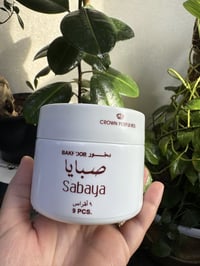 CROWN PERFUMES
BAKHOOR بخور
صبايا
Sabaya
٩ أقراص
9 PCS.